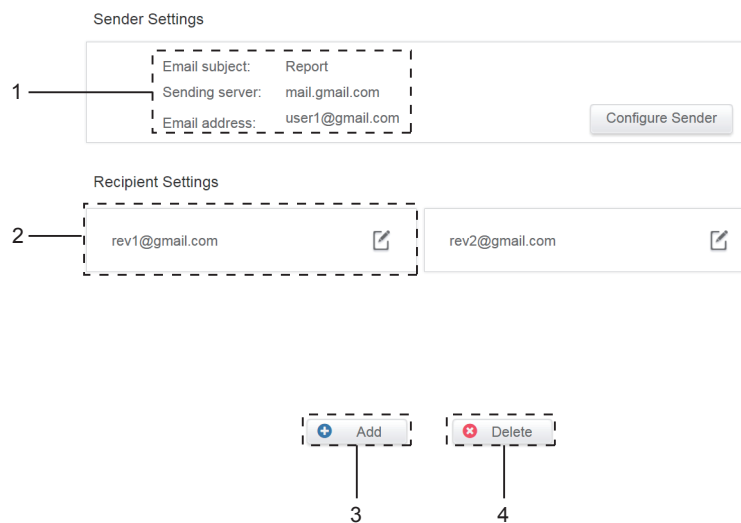 Sender Settings
1
Email subject: Report
Sending server: mail.gmail.com
Email address: user1@gmail.com
Configure Sender
Recipient Settings
2
rev1@gmail.com
rev2@gmail.com
Add
Delete
3
4